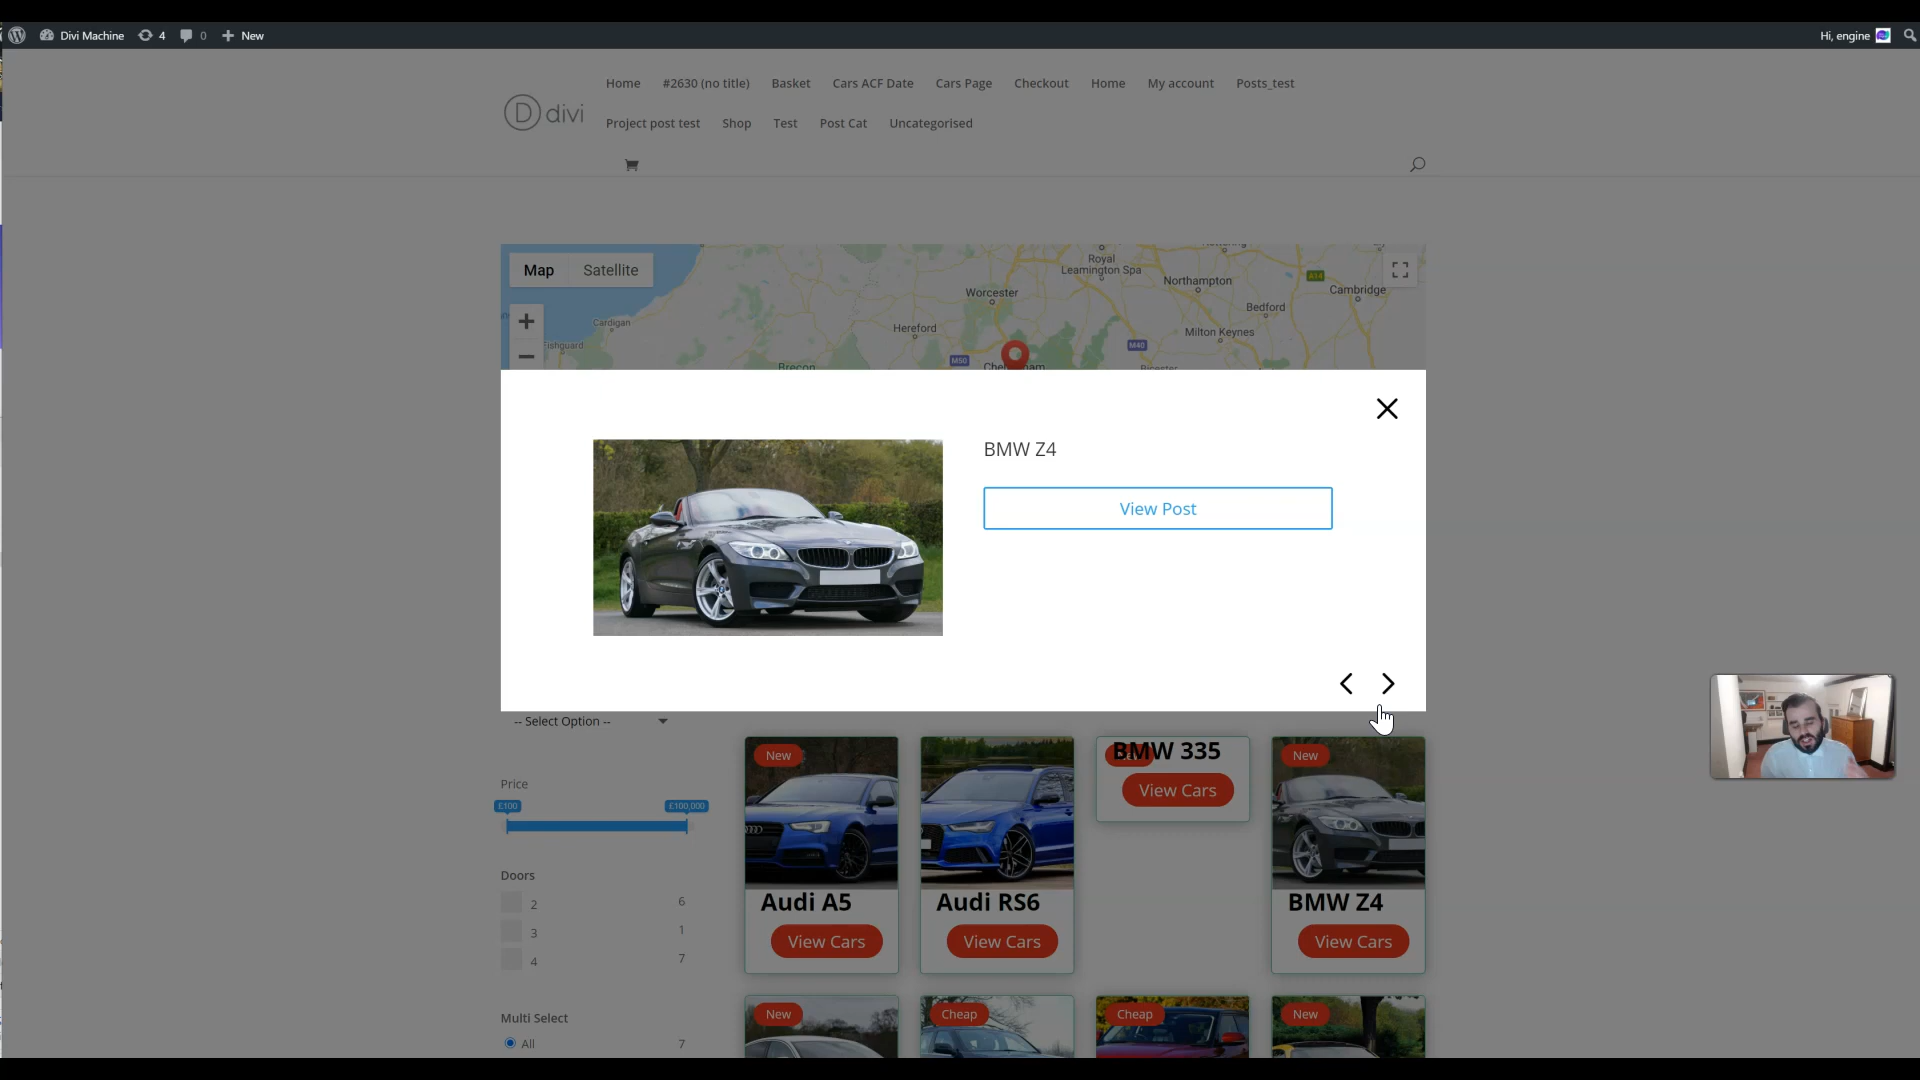 Divi Machine 4 0 New Hi, engine
Home #2630 (no title) Basket Cars ACF Date Cars Page Checkout Home My account Posts_test
D divi
Project post test Shop Test Post Cat Uncategorised
Map Satellite
Royal
Leamington Spa
Northampton
A14
Cambridge
Worcester
Bedford
Cardigan
Hereford
Milton Keynes
Fishguard
M50
M40
Brecon
BMW Z4
View Post
-- Select Option --
New
BMW 335
View Cars
New
Price
£100 £100,000
Doors
2 6
3 1
4 7
Audi A5
View Cars
Audi RS6
View Cars
BMW Z4
View Cars
Multi Select
All 7
New
Cheap
Cheap
New